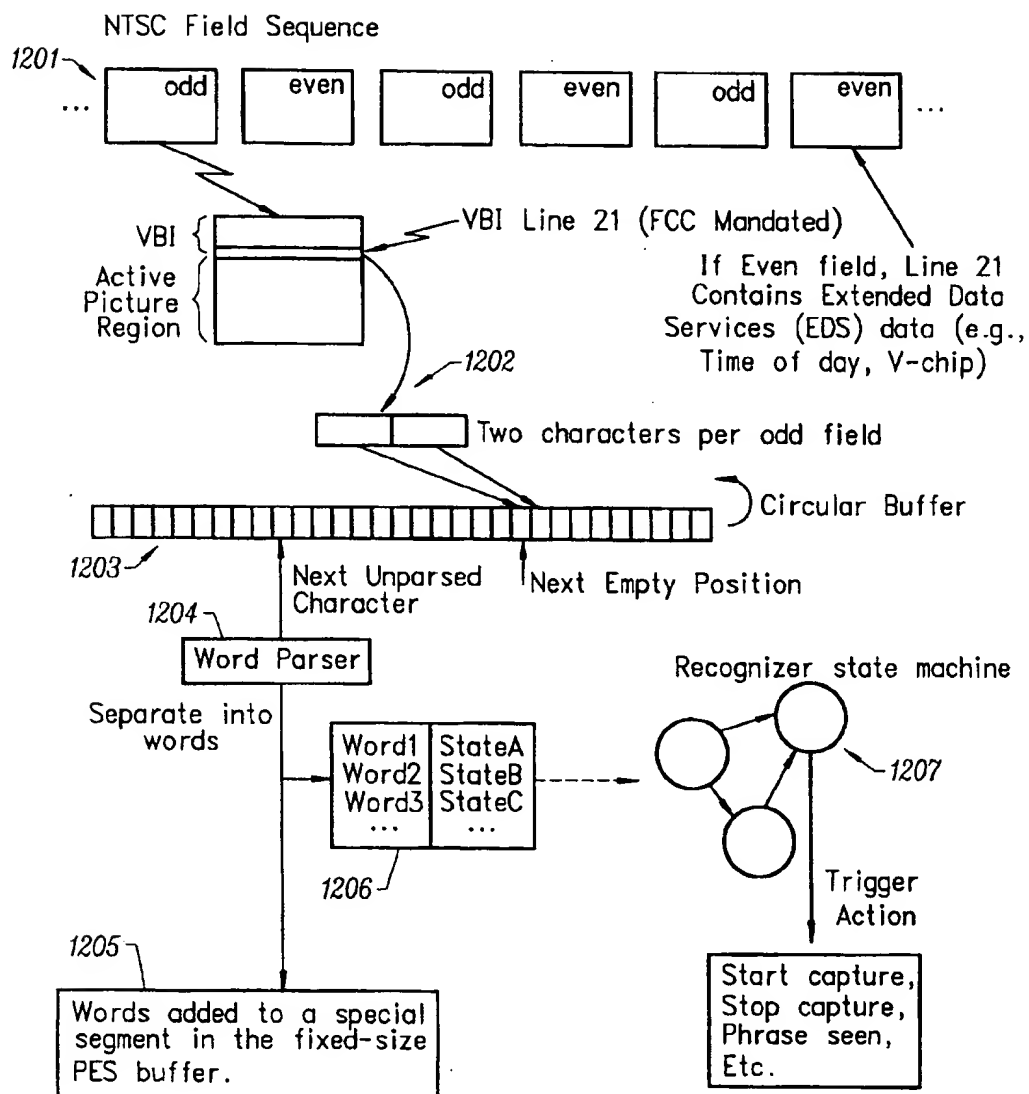 NTSC Field Sequence
1201
... odd even odd even odd even ...
VBI
VBI Line 21 (FCC Mandated)
Active
Picture
Region
If Even field, Line 21
Contains Extended Data
Services (EDS) data (e.g.,
Time of day, V-chip)
1202
Two characters per odd field
Circular Buffer
1203
Next Unparsed
Character
Next Empty Position
1204
Word Parser
Separate into
words
Recognizer state machine
Word1 StateA
Word2 StateB
Word3 StateC
... ...
1206
1207
Trigger
Action
1205
Words added to a special
segment in the fixed-size
PES buffer.
Start capture,
Stop capture,
Phrase seen,
Etc.